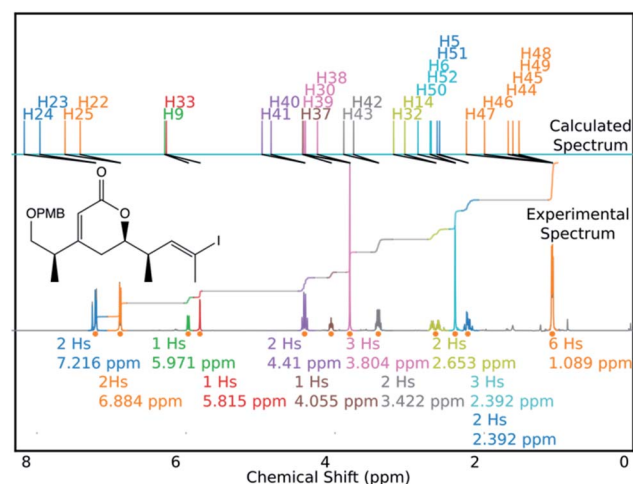 H5
H51
H38
H48
H6
H30
H49
H23
H22
H33
H40
H39
H42
H14
H52
H45
H50
H46
H44
H24
H25
H9
H41
H37
H43
H32
H47
Calculated
Spectrum
O
OPMB
O
I
I
Experimental
Spectrum
2 Hs
1 Hs
2 Hs
3 Hs
2 Hs
6 Hs
7.216 ppm
5.971 ppm
4.41 ppm
3.804 ppm
2.653 ppm
1.089 ppm
2Hs
1 Hs
1 Hs
2 Hs
3 Hs
6.884 ppm
5.815 ppm
4.055 ppm
3.422 ppm
2.392 ppm
2 Hs
2.392 ppm
8
6
4
2
0
Chemical Shift (ppm)